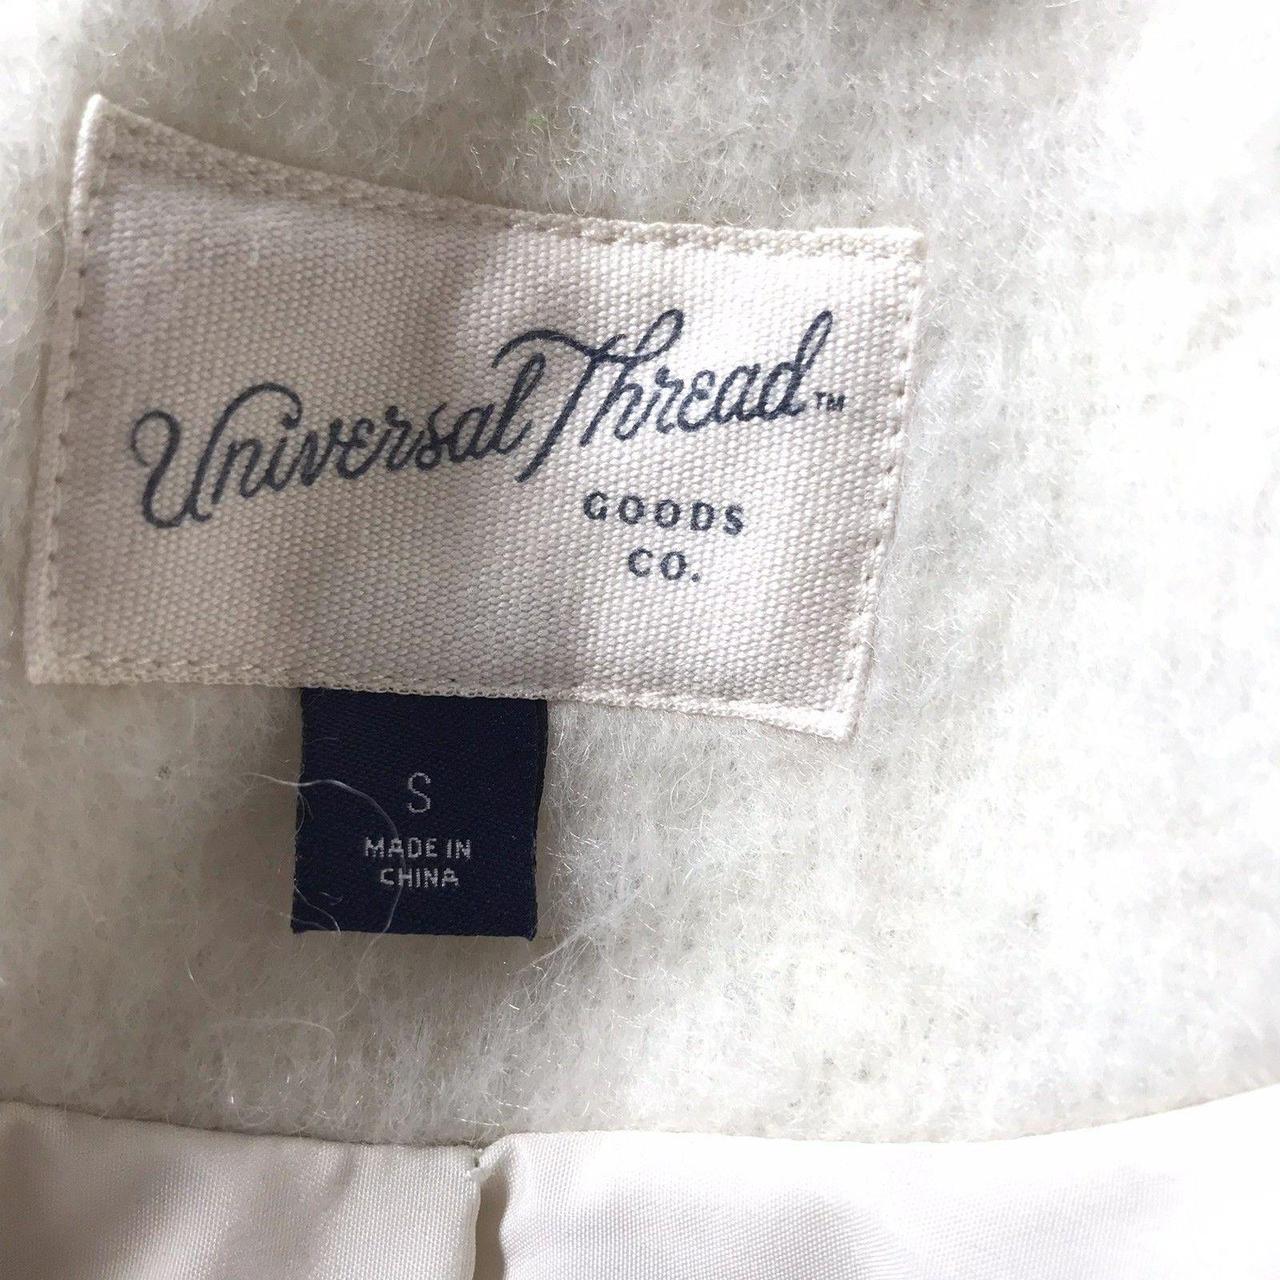 Universal Thread™
GOODS
CO.
S
MADE IN
CHINA